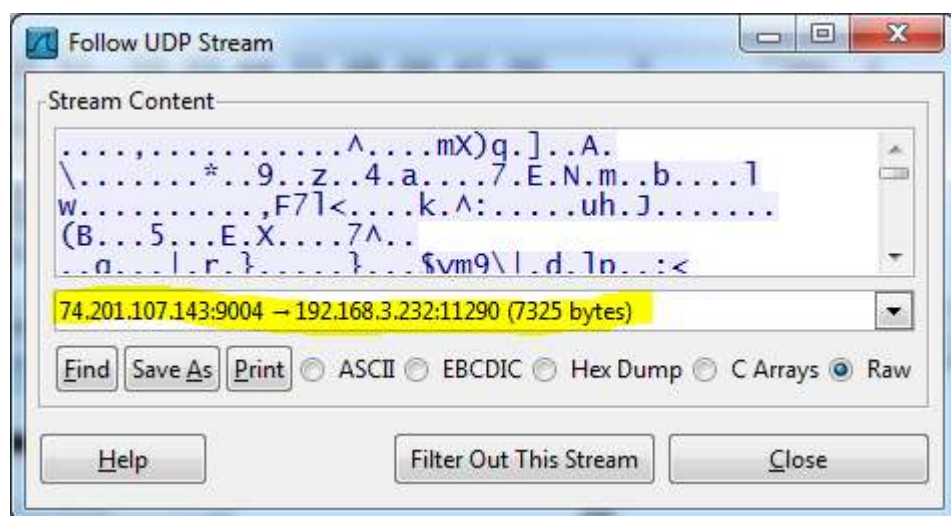 Follow UDP Stream
Stream Content
....,............^....mX)q.]..A.
\.......*..9..z..4.a....7.E.N.m..b....l
w...........,F7l<....k.^:.....uh.J.......
(B...5...E.X....7^..
74.201.107.143:9004 → 192.168.3.232:11290 (7325 bytes)
Find Save As Print ASCII EBCDIC Hex Dump C Arrays Raw
Help Filter Out This Stream Close